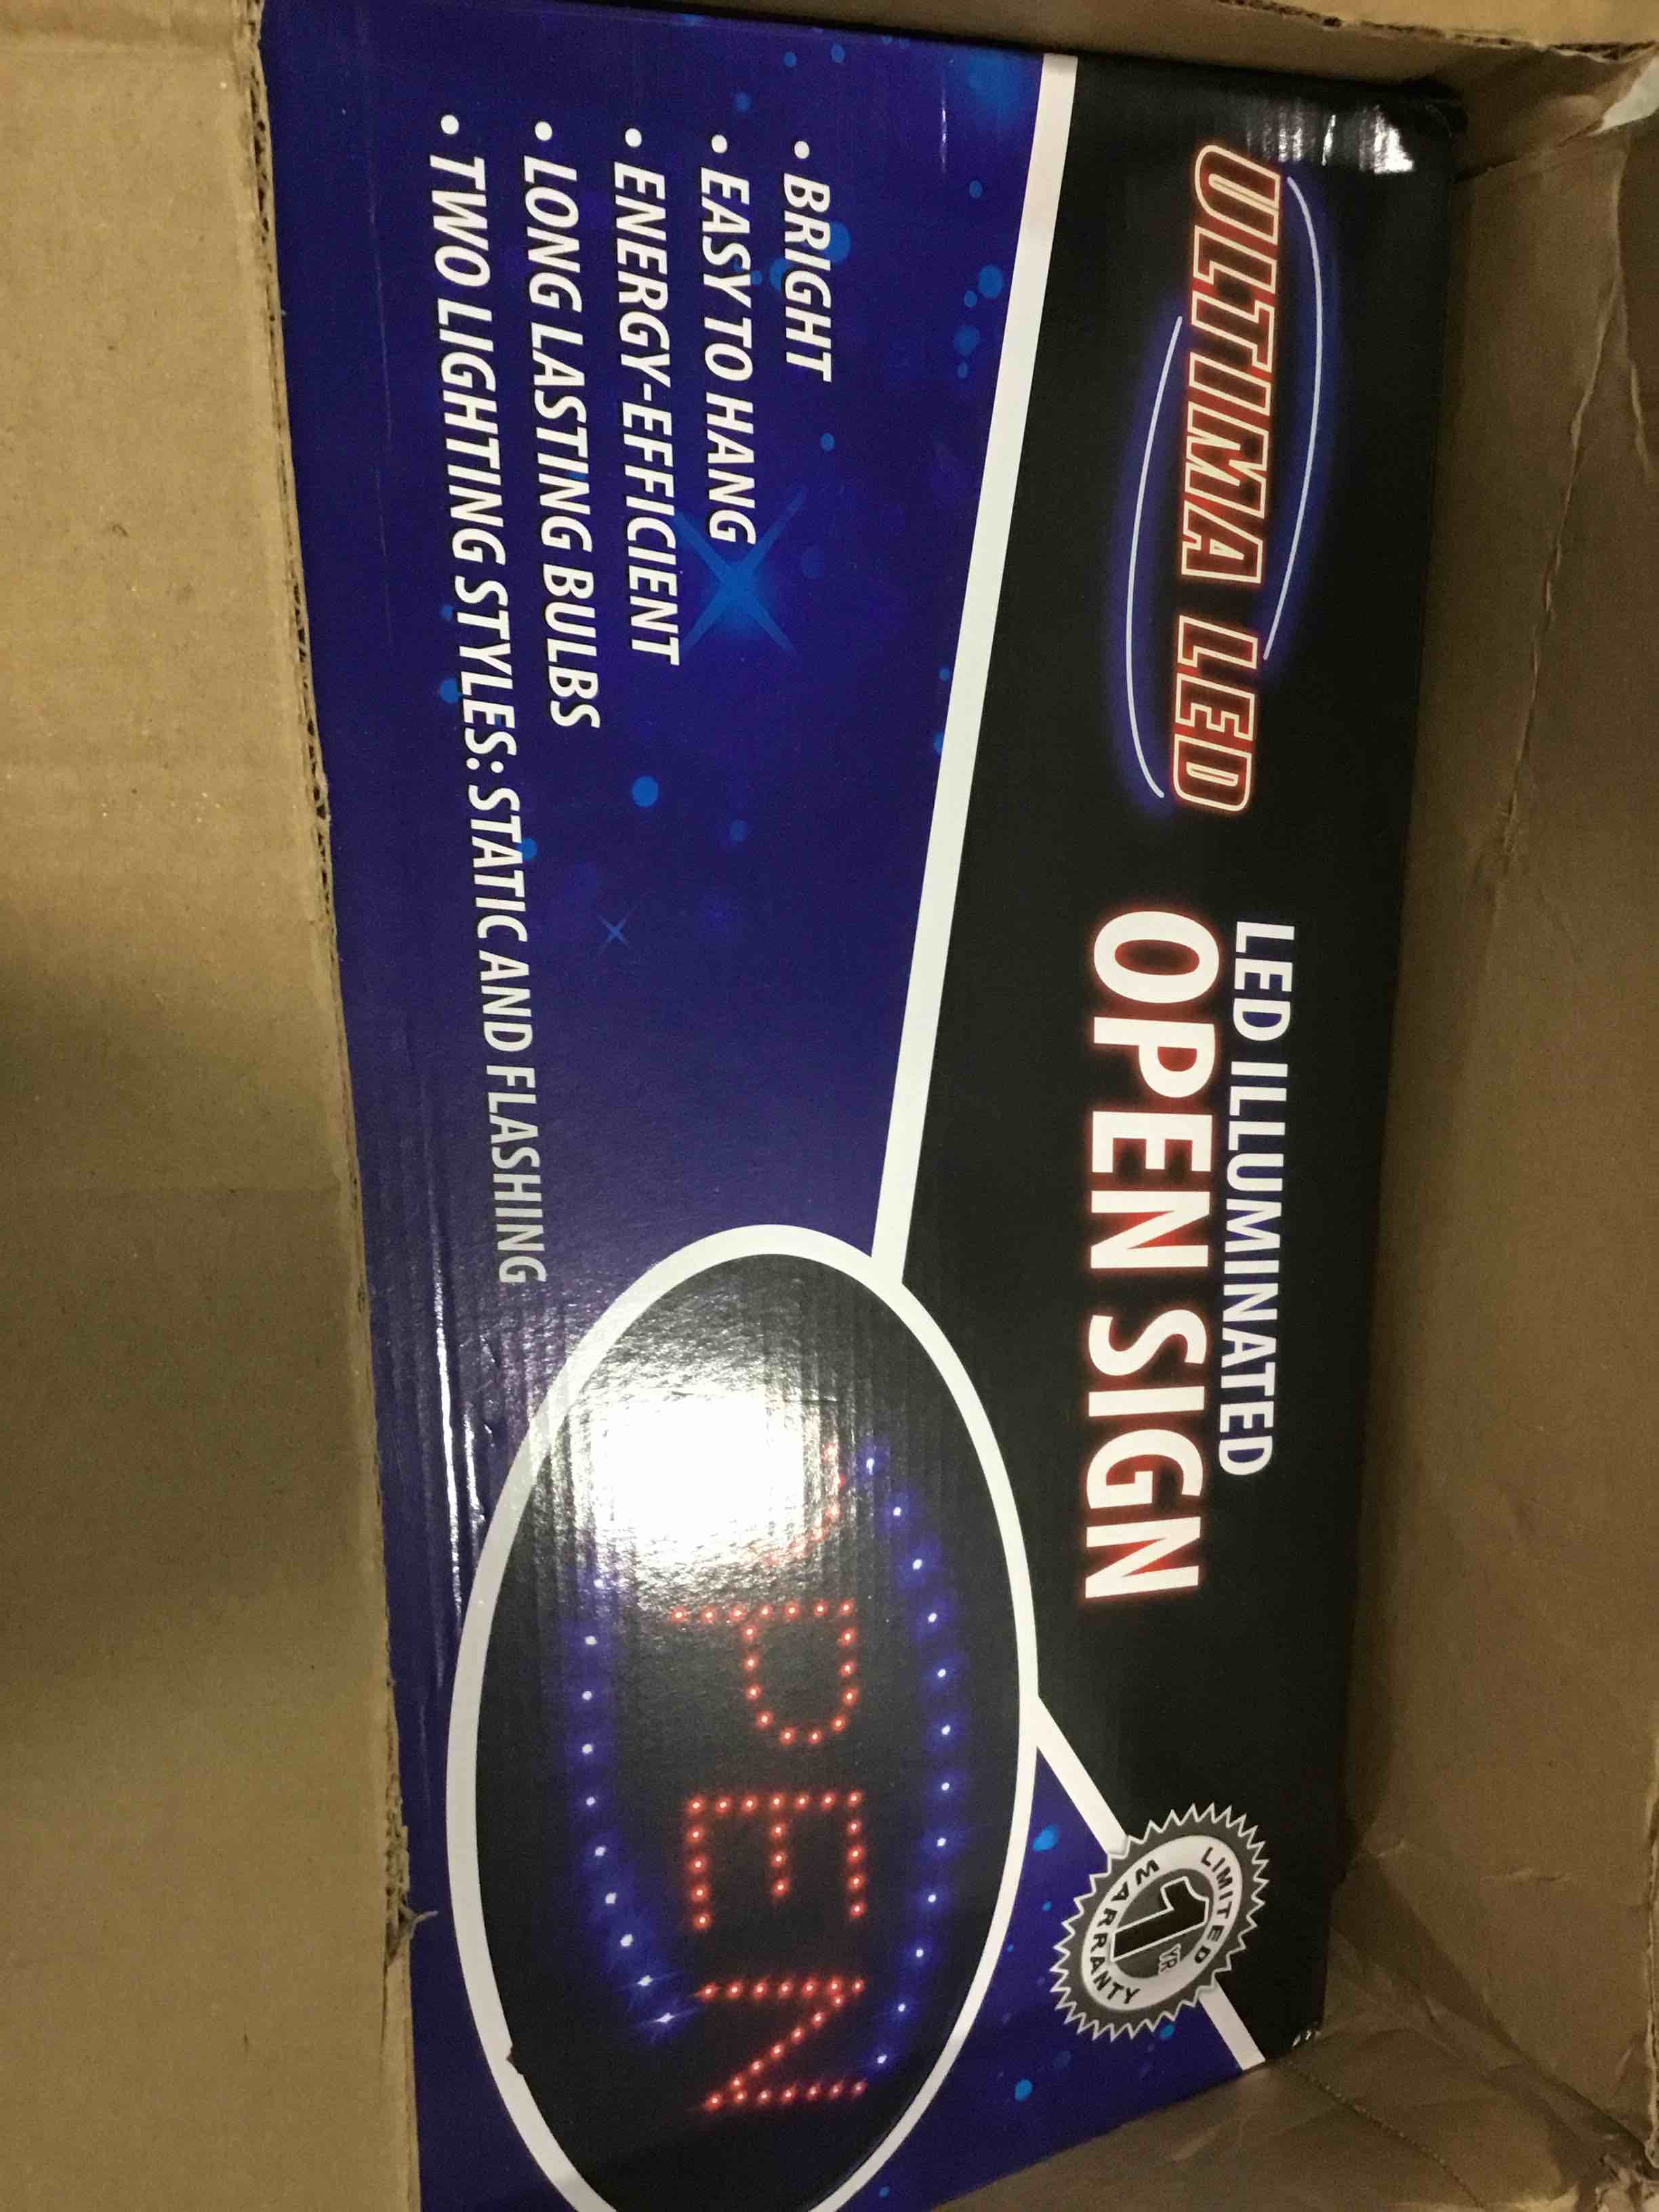 ULTIMA LED
LED ILLUMINATED
OPEN SIGN
LIMITED
1 YR
WARRANTY
• BRIGHT
• EASY TO HANG
• ENERGY-EFFICIENT
• LONG LASTING BULBS
• TWO LIGHTING STYLES: STATIC AND FLASHING
OPEN